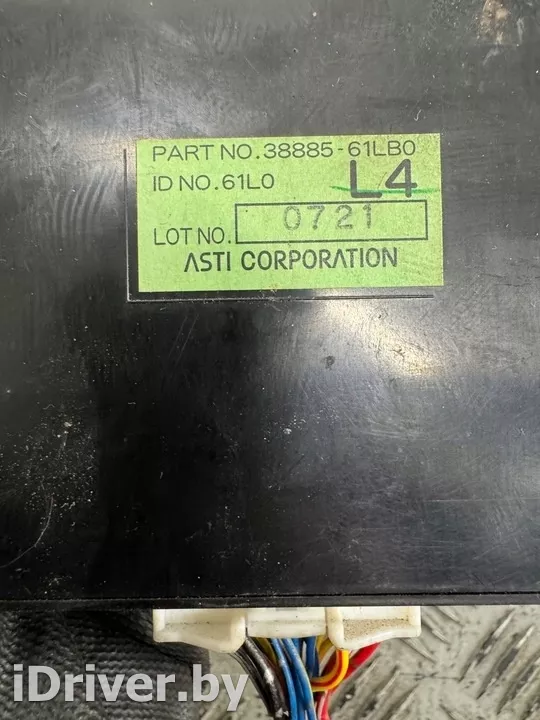 PART NO. 38885-61LB0
ID NO. 61L0 L4
LOT NO. 0721
ASTI CORPORATION
iDriver.by